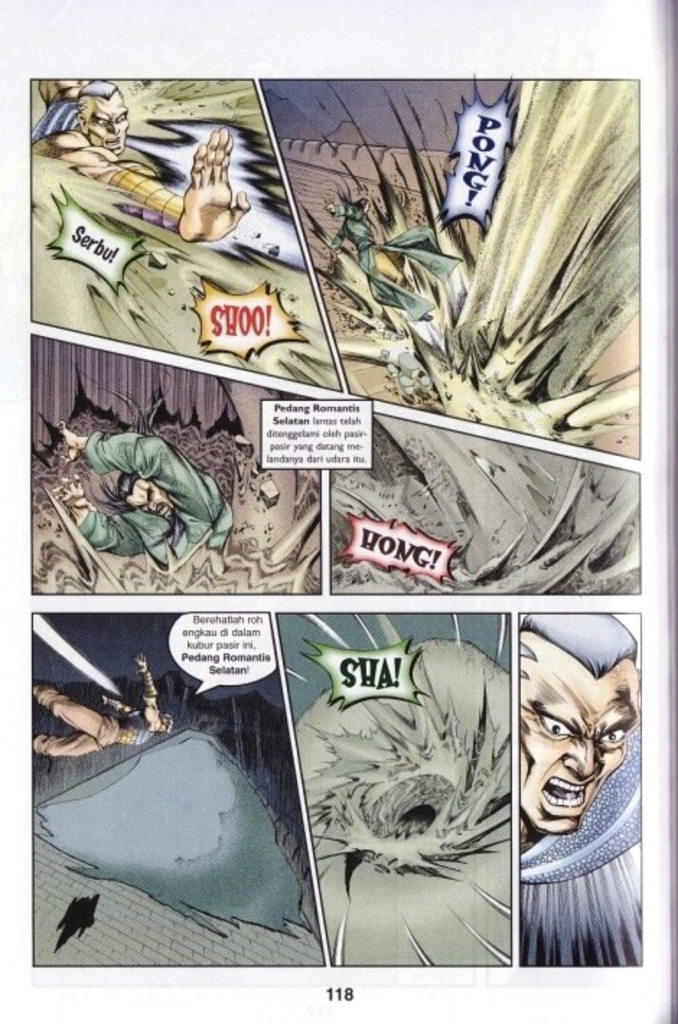 Serbu!
SHOO!
PONG!
Pedang Romantis
Selatan lantas telah
ditenggelami oleh pasir-
pasir yang datang me-
landanya dari udara itu.
HONG!
Berehatlah roh
engkau di dalam
kubur pasir ini,
Pedang Romantis
Selatan!
SHA!
118